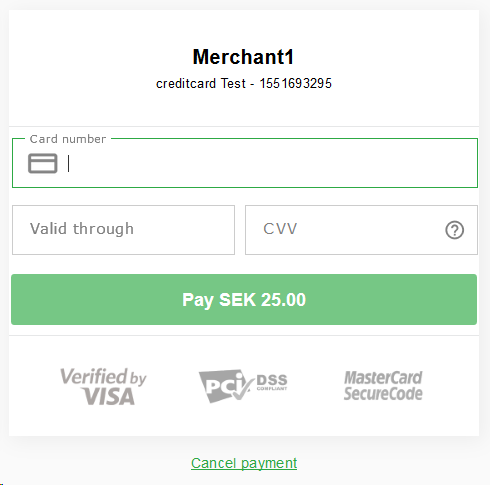 Merchant1
creditcard Test - 1551693295
Card number
Valid through
CVV
?
Pay SEK 25.00
Verified by
VISA
PCI DSS
COMPLIANT
MasterCard
SecureCode
Cancel payment